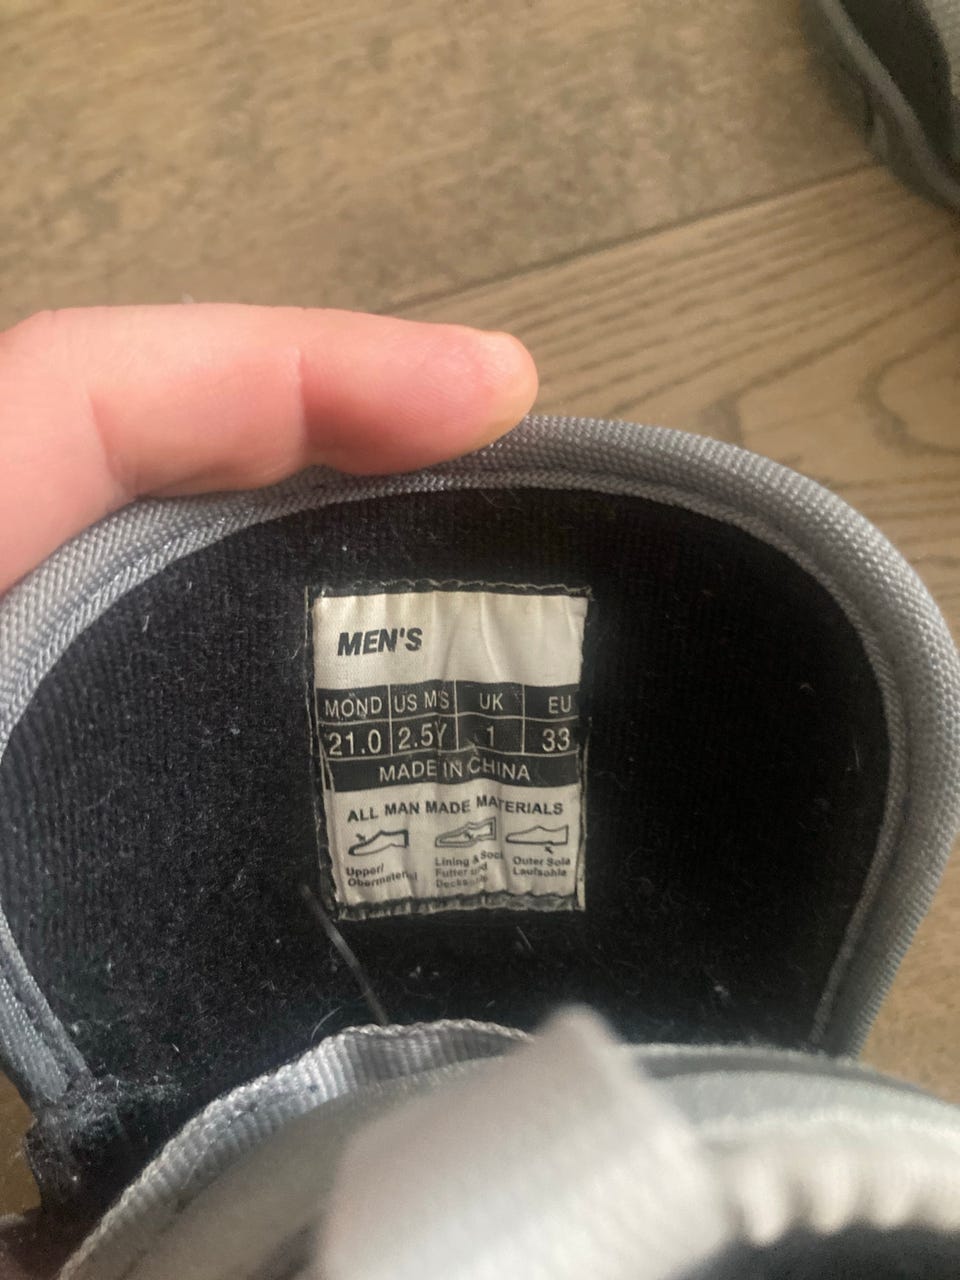 MEN'S
MOND US M'S UK EU
21.0 2.5Y 1 33
MADE IN CHINA
ALL MAN MADE MATERIALS
Upper/ Lining & Sock Outer Sole
Obermaterial Futter und Laufsohle
Decksohle